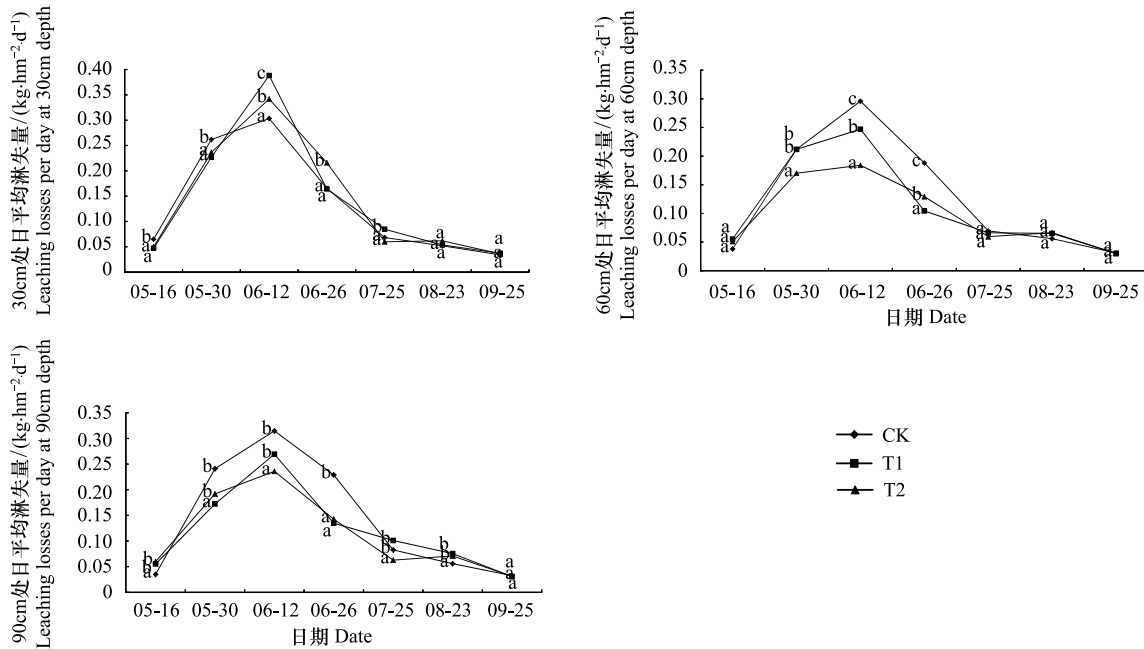 30cm处日平均淋失量/(kg·hm⁻²·d⁻¹)
Leaching losses per day at 30cm depth
0.40
0.35
0.30
0.25
0.20
0.15
0.10
0.05
0
b
a
a
b
a
a
c
b
a
b
a
a
b
a
a
a
a
a
a
a
a
05-16 05-30 06-12 06-26 07-25 08-23 09-25
60cm处日平均淋失量/(kg·hm⁻²·d⁻¹)
Leaching losses per day at 60cm depth
0.35
0.30
0.25
0.20
0.15
0.10
0.05
0
a
a
a
b
b
a
c
b
a
c
b
a
a
a
a
a
a
a
a
a
a
05-16 05-30 06-12 06-26 07-25 08-23 09-25
日期 Date
90cm处日平均淋失量/(kg·hm⁻²·d⁻¹)
Leaching losses per day at 90cm depth
0.35
0.30
0.25
0.20
0.15
0.10
0.05
0
b
b
a
b
b
a
b
b
a
b
a
a
b
b
a
b
b
a
a
a
a
05-16 05-30 06-12 06-26 07-25 08-23 09-25
日期 Date
CK
T1
T2